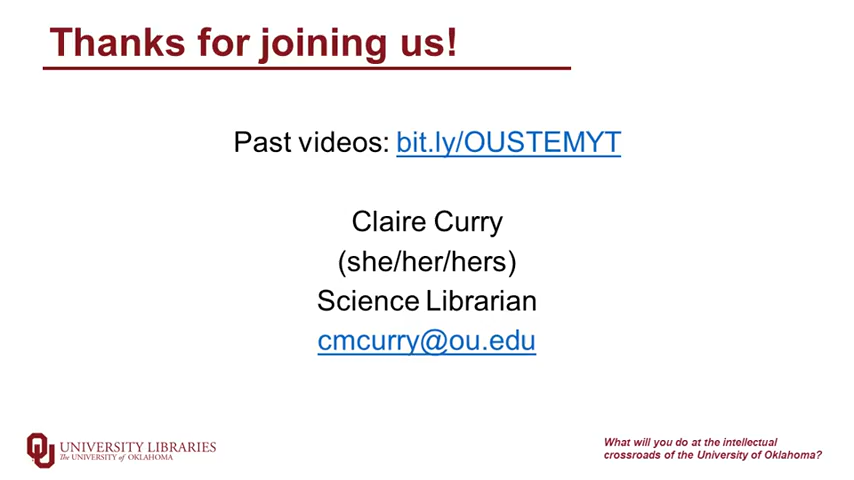 Thanks for joining us!
Past videos: bit.ly/OUSTEMYT
Claire Curry
(she/her/hers)
Science Librarian
cmcurry@ou.edu
UNIVERSITY LIBRARIES
The UNIVERSITY of OKLAHOMA
What will you do at the intellectual
crossroads of the University of Oklahoma?